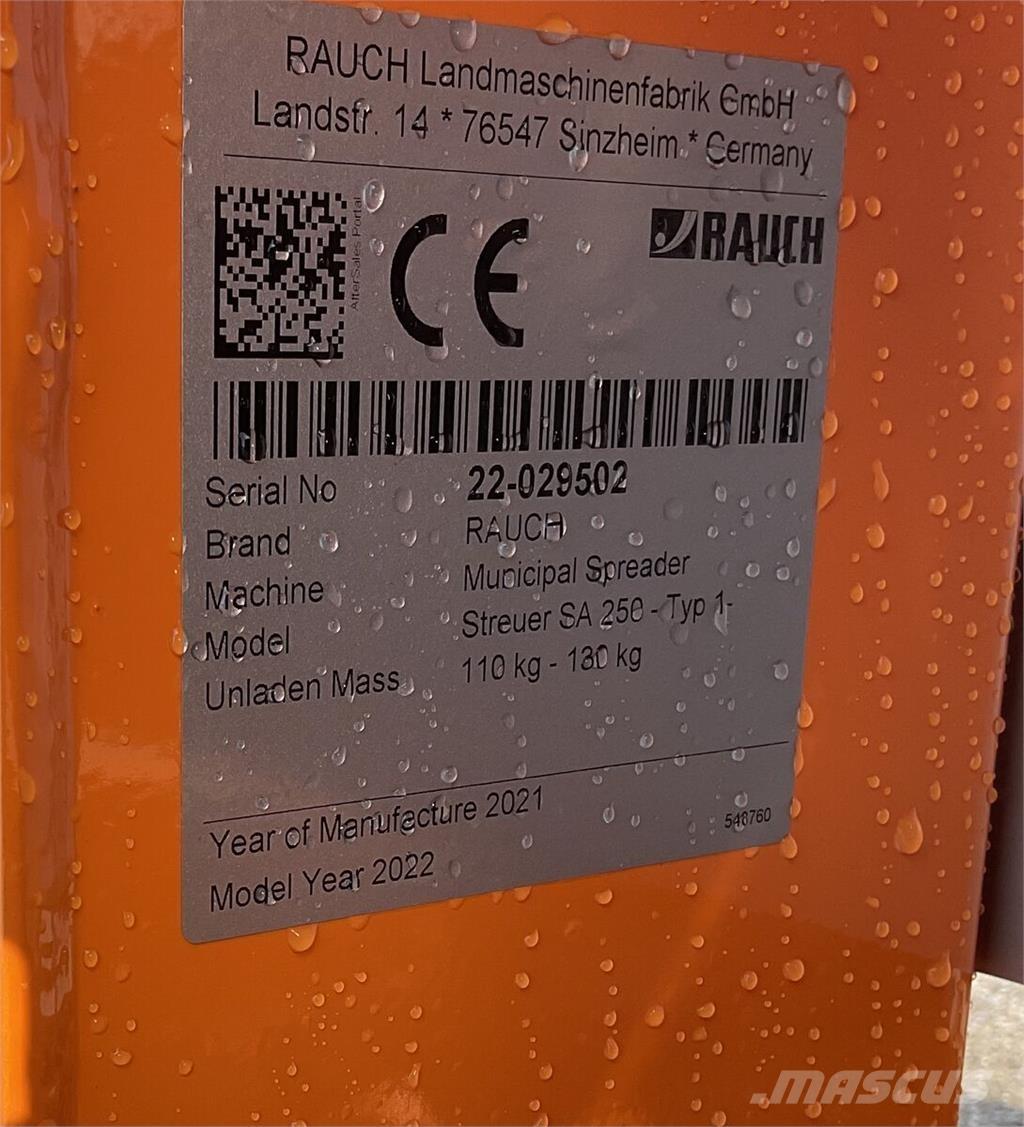 RAUCH Landmaschinenfabrik GmbH
Landstr. 14 * 76547 Sinzheim * Germany
AfterSales Portal
CE
RAUCH
Serial No 22-029502
Brand RAUCH
Machine Municipal Spreader
Model Streuer SA 250 - Typ 1-
Unladen Mass 110 kg - 130 kg
Year of Manufacture 2021
548760
Model Year 2022
MASCUS